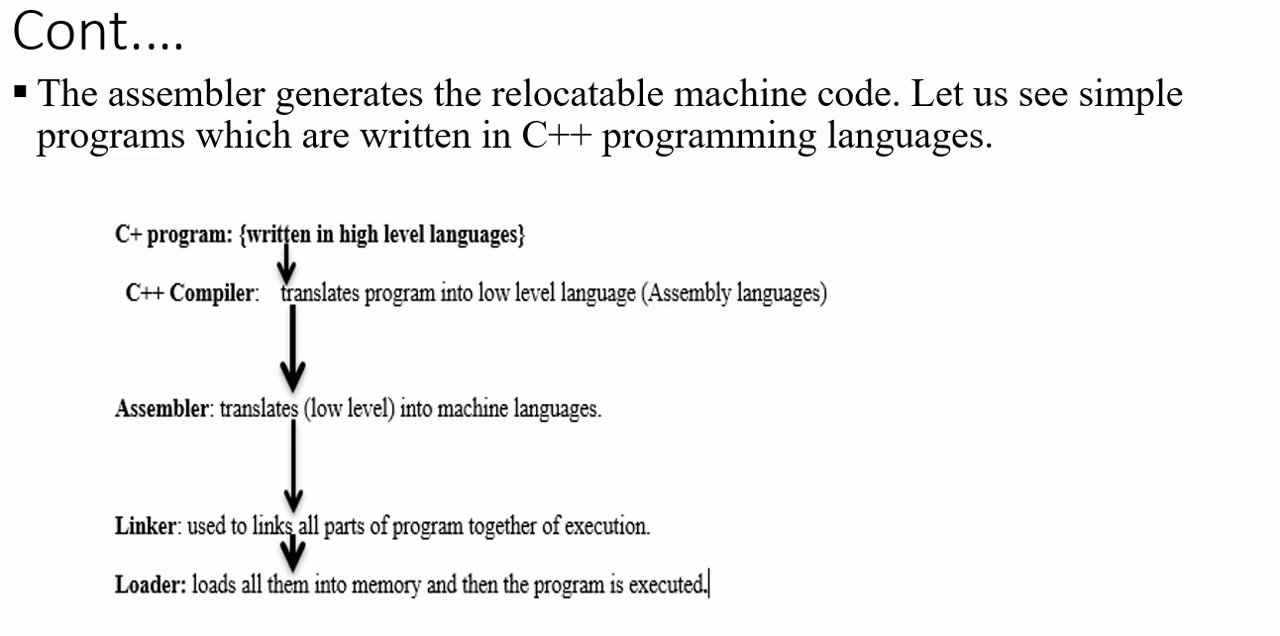 Cont....
▪ The assembler generates the relocatable machine code. Let us see simple
programs which are written in C++ programming languages.
C+ program: {written in high level languages}
C++ Compiler: translates program into low level language (Assembly languages)
Assembler: translates (low level) into machine languages.
Linker: used to links all parts of program together of execution.
Loader: loads all them into memory and then the program is executed.